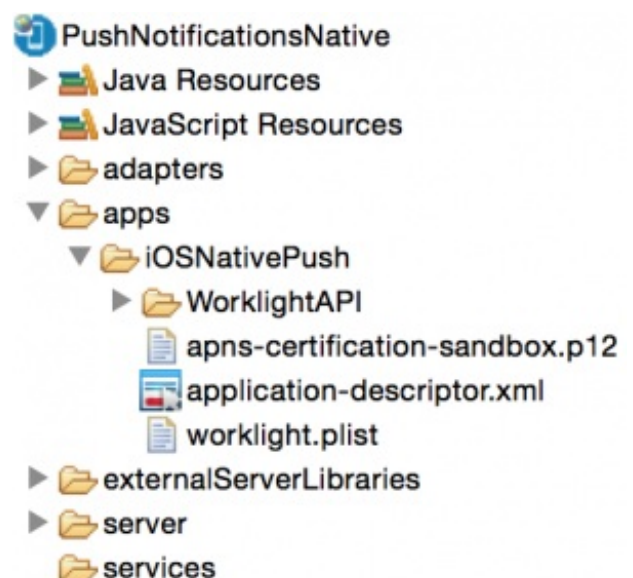 PushNotificationsNative
Java Resources
JavaScript Resources
adapters
apps
iOSNativePush
WorklightAPI
apns-certification-sandbox.p12
application-descriptor.xml
worklight.plist
externalServerLibraries
server
services